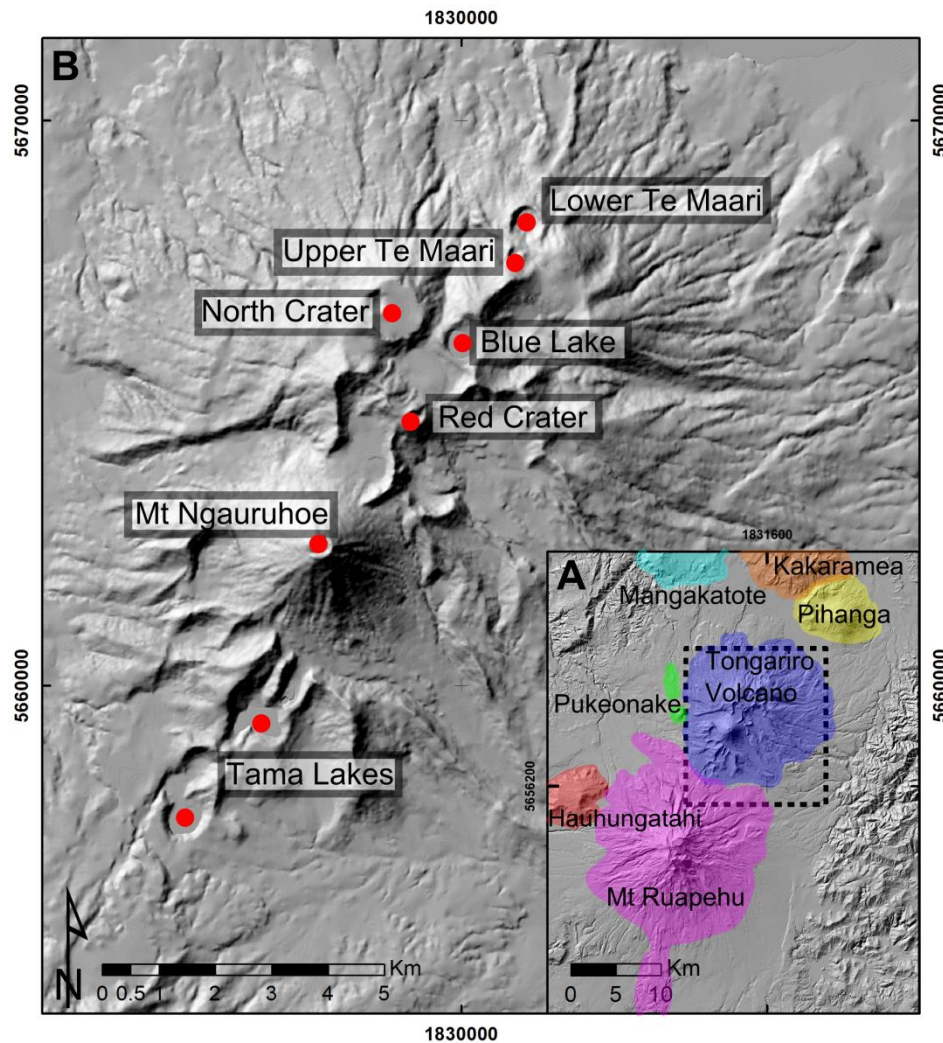 1830000
B
5670000
5670000
Lower Te Maari
Upper Te Maari
North Crater
Blue Lake
Red Crater
Mt Ngauruhoe
5660000
5660000
Tama Lakes
N
Km
0 0.5 1 2 3 4 5
1830000
1831600
A
Kakaramea
Mangakatote
Pihanga
Tongariro
Volcano
Pukeonake
5656200
Hauhungatahi
Mt Ruapehu
Km
0 5 10